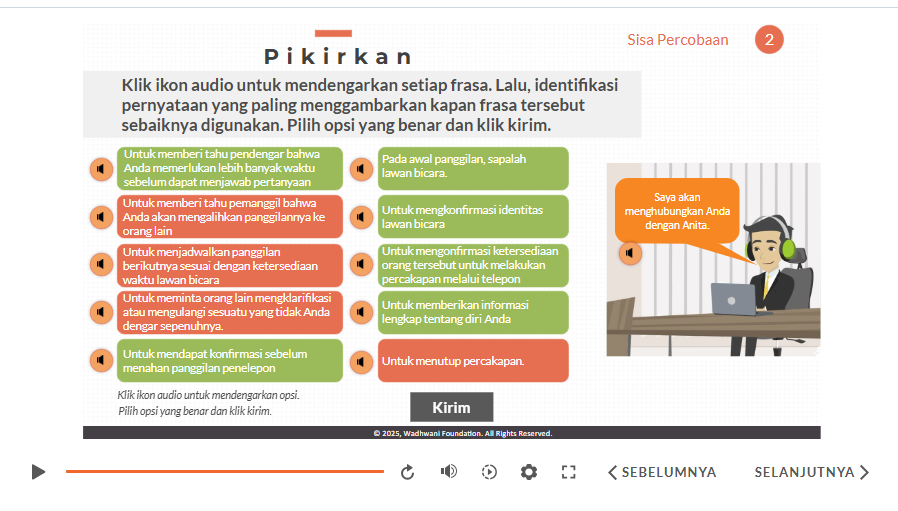 Sisa Percobaan 2
Pikirkan
Klik ikon audio untuk mendengarkan setiap frasa. Lalu, identifikasi
pernyataan yang paling menggambarkan kapan frasa tersebut
sebaiknya digunakan. Pilih opsi yang benar dan klik kirim.
Untuk memberi tahu pendengar bahwa
Anda memerlukan lebih banyak waktu
sebelum dapat menjawab pertanyaan
Pada awal panggilan, sapalah
lawan bicara.
Untuk memberi tahu pemanggil bahwa
Anda akan mengalihkan panggilannya ke
orang lain
Untuk mengkonfirmasi identitas
lawan bicara
Untuk menjadwalkan panggilan
berikutnya sesuai dengan ketersediaan
waktu lawan bicara
Untuk mengonfirmasi ketersediaan
orang tersebut untuk melakukan
percakapan melalui telepon
Untuk meminta orang lain mengklarifikasi
atau mengulangi sesuatu yang tidak Anda
dengar sepenuhnya.
Untuk memberikan informasi
lengkap tentang diri Anda
Untuk mendapat konfirmasi sebelum
menahan panggilan penelepon
Untuk menutup percakapan.
Saya akan
menghubungkan Anda
dengan Anita.
Klik ikon audio untuk mendengarkan opsi.
Pilih opsi yang benar dan klik kirim.
Kirim
© 2025, Wadhwani Foundation. All Rights Reserved.
SEBELUMNYA
SELANJUTNYA